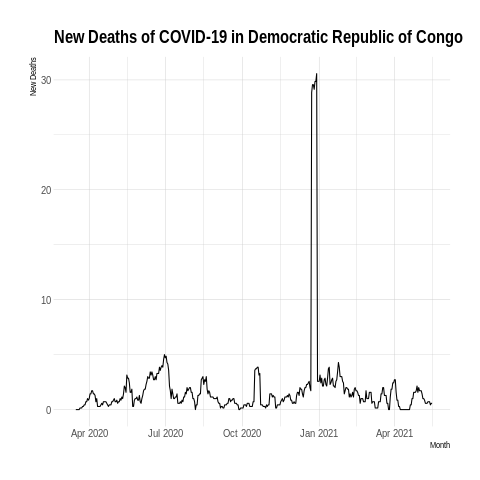 New Deaths of COVID-19 in Democratic Republic of Congo
New Deaths
30
20
10
0
Apr 2020
Jul 2020
Oct 2020
Jan 2021
Apr 2021
Month